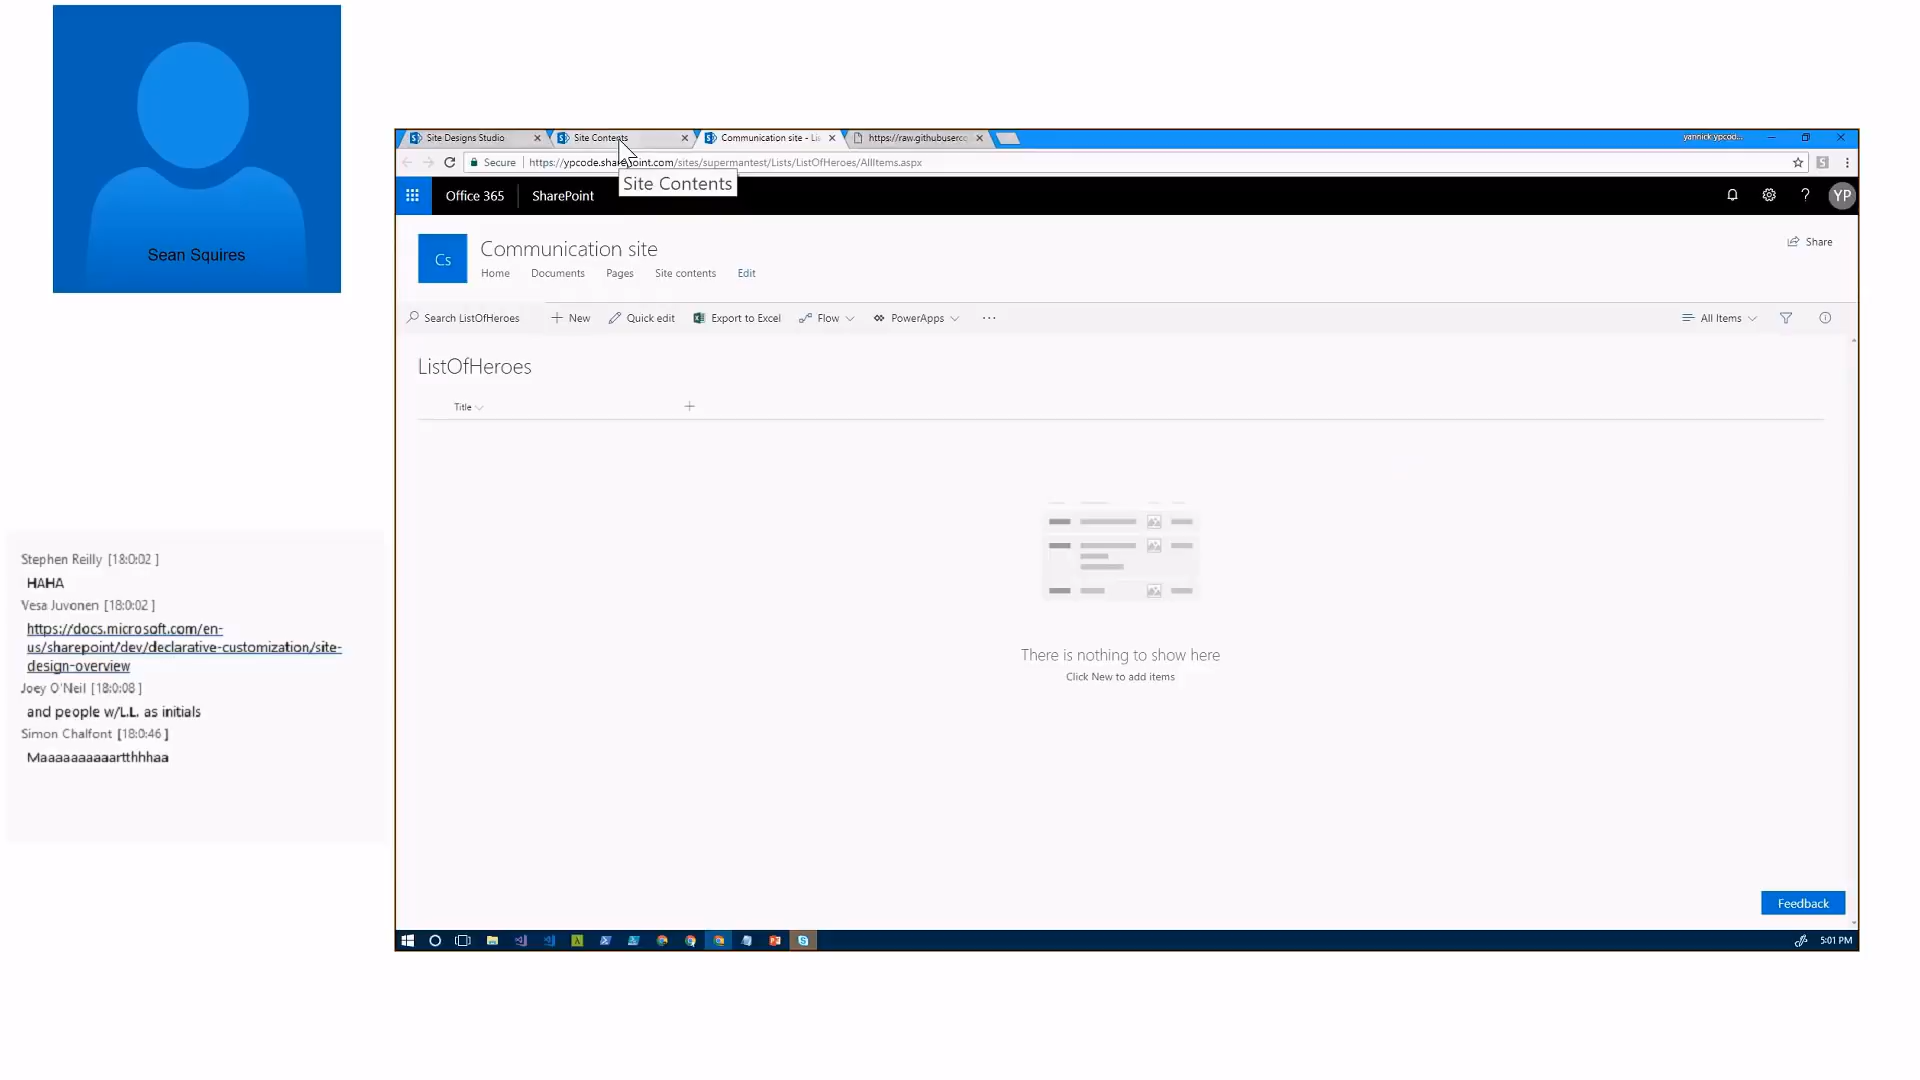 Sean Squires
Stephen Reilly [18:0:02 ]
HAHA
Vesa Juvonen [18:0:02 ]
https://docs.microsoft.com/en-
us/sharepoint/dev/declarative-customization/site-
design-overview
Joey O'Neil [18:0:08 ]
and people w/L.L. as initials
Simon Chalfont [18:0:46 ]
Maaaaaaaaaartthhhaa
Site Designs Studio
Site Contents
Communication site - Lis
https://raw.githubuserco
yannick-ypcod...
Secure
https://ypcode.sharepoint.com/sites/supermantest/Lists/ListOfHeroes/AllItems.aspx
Site Contents
Office 365
SharePoint
?
YP
Cs
Communication site
Share
Home
Documents
Pages
Site contents
Edit
Search ListOfHeroes
New
Quick edit
Export to Excel
Flow
PowerApps
...
All Items
ListOfHeroes
Title
There is nothing to show here
Click New to add items
Feedback
5:01 PM